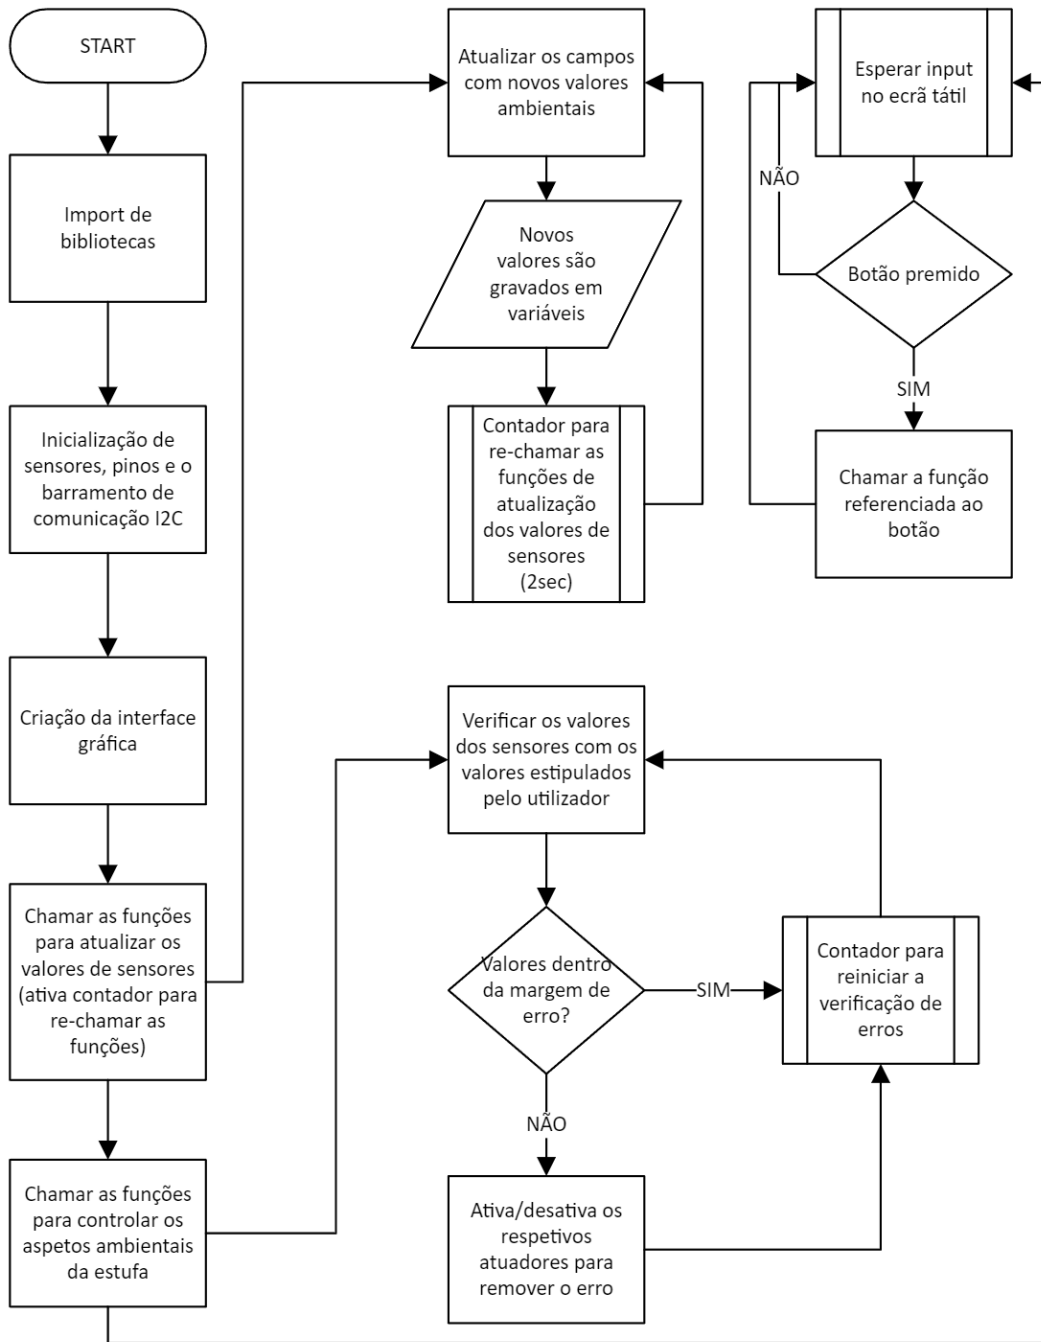 START
Import de
bibliotecas
Inicialização de
sensores, pinos e o
barramento de
comunicação I2C
Criação da interface
gráfica
Chamar as funções
para atualizar os
valores de sensores
(ativa contador para
re-chamar as
funções)
Chamar as funções
para controlar os
aspetos ambientais
da estufa
Atualizar os campos
com novos valores
ambientais
Novos
valores são
gravados em
variáveis
Contador para
re-chamar as
funções de
atualização
dos valores de
sensores
(2sec)
Esperar input
no ecrã tátil
NÃO
Botão premido
SIM
Chamar a função
referenciada ao
botão
Verificar os valores
dos sensores com os
valores estipulados
pelo utilizador
Valores dentro
da margem de
erro?
SIM
Contador para
reiniciar a
verificação de
erros
NÃO
Ativa/desativa os
respetivos
atuadores para
remover o erro